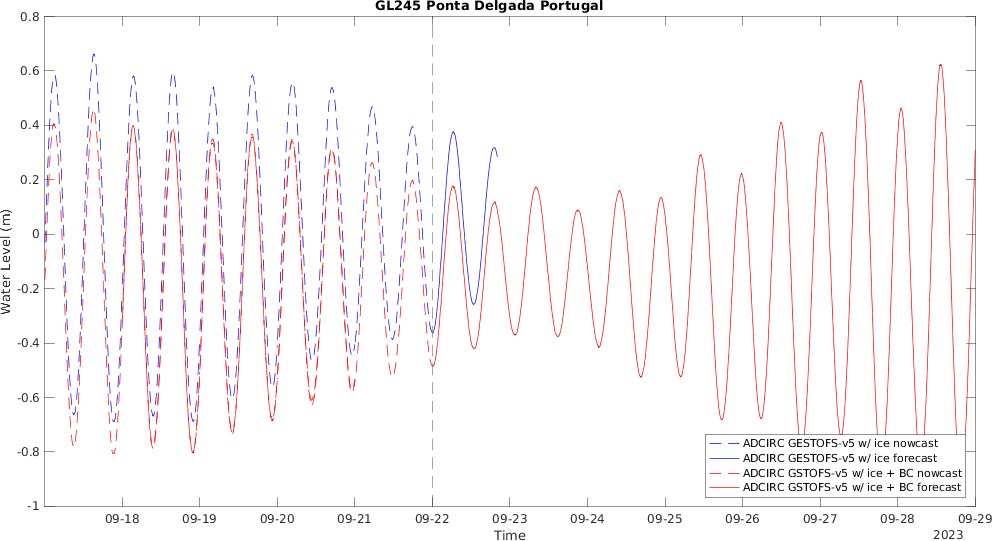 GL245 Ponta Delgada Portugal
0.8
0.6
0.4
0.2
0
-0.2
-0.4
-0.6
-0.8
-1
Water Level (m)
09-18 09-19 09-20 09-21 09-22 09-23 09-24 09-25 09-26 09-27 09-28 09-29
Time
2023
ADCIRC GESTOFS-v5 w/ ice nowcast
ADCIRC GESTOFS-v5 w/ ice forecast
ADCIRC GSTOFS-v5 w/ ice + BC nowcast
ADCIRC GSTOFS-v5 w/ ice + BC forecast